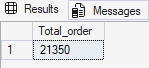 Results Messages
Total_order
1 21350